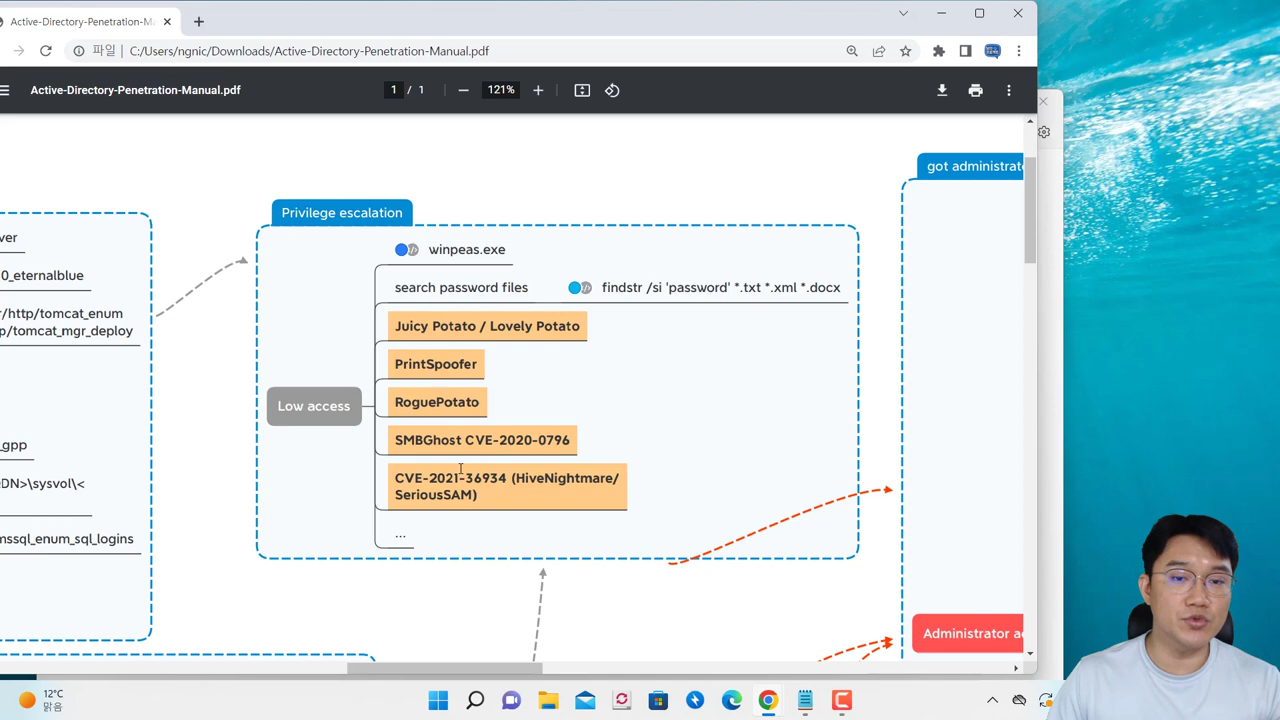 Active-Directory-Penetration-Ma
파일
C:/Users/ngnic/Downloads/Active-Directory-Penetration-Manual.pdf
Active-Directory-Penetration-Manual.pdf
1 / 1
121%
got administrat
Privilege escalation
ver
winpeas.exe
0_eternalblue
search password files
findstr /si 'password' *.txt *.xml *.docx
r/http/tomcat_enum
p/tomcat_mgr_deploy
Juicy Potato / Lovely Potato
PrintSpoofer
RoguePotato
Low access
SMBGhost CVE-2020-0796
_gpp
CVE-2021-36934 (HiveNightmare/
SeriousSAM)
DN>\sysvol\<
...
mssql_enum_sql_logins
Administrator a
12°C
맑음